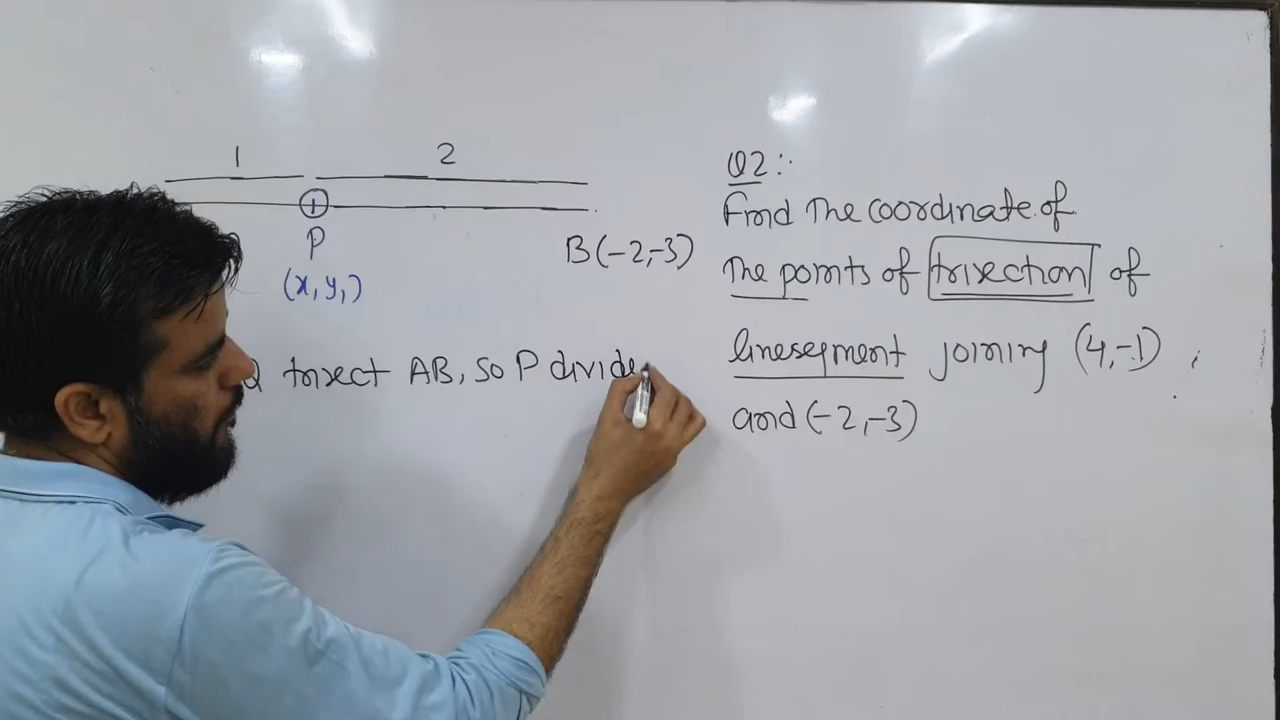 1 2
P
B(-2,-3)
(x, y₁)
Q trisect AB, so P divide
Q2:
Find The coordinate of
The points of trisection of
linesegment joining (4,-1)
and (-2,-3)